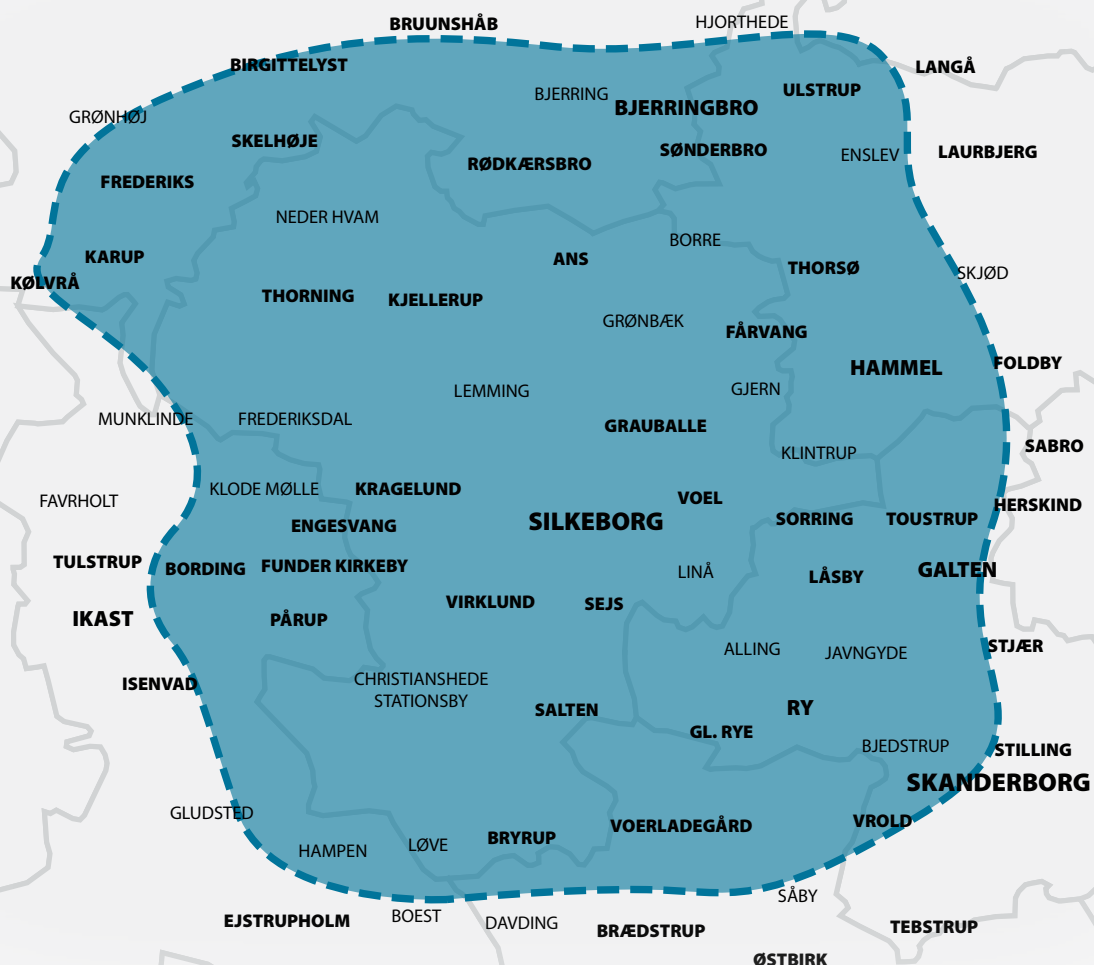 BRUUNSHÅB
HJORTHEDE
BIRGITTELYST
LANGÅ
ULSTRUP
BJERRING
BJERRINGBRO
GRØNHØJ
SKELHØJE
SØNDERBRO
LAURBJERG
ENSLEV
RØDKÆRSBRO
FREDERIKS
NEDER HVAM
BORRE
KARUP
ANS
THORSØ
SKJØD
KØLVRÅ
THORNING
KJELLERUP
GRØNBÆK
FÅRVANG
FOLDBY
HAMMEL
LEMMING
GJERN
MUNKLINDE
FREDERIKSDAL
GRAUBALLE
SABRO
KLINTRUP
KLODE MØLLE
KRAGELUND
VOEL
FAVRHOLT
HERSKIND
ENGESVANG
SILKEBORG
SORRING
TOUSTRUP
TULSTRUP
BORDING
FUNDER KIRKEBY
LINÅ
LÅSBY
GALTEN
VIRKLUND
SEJS
IKAST
PÅRUP
ALLING
JAVNGYDE
STJÆR
ISENVAD
CHRISTIANSHEDE
STATIONSBY
SALTEN
RY
GL. RYE
BJEDSTRUP
STILLING
SKANDERBORG
GLUDSTED
VOERLADEGÅRD
VROLD
BRYRUP
LØVE
HAMPEN
SÅBY
EJSTRUPHOLM
BOEST
DAVDING
BRÆDSTRUP
TEBSTRUP
ØSTBIRK